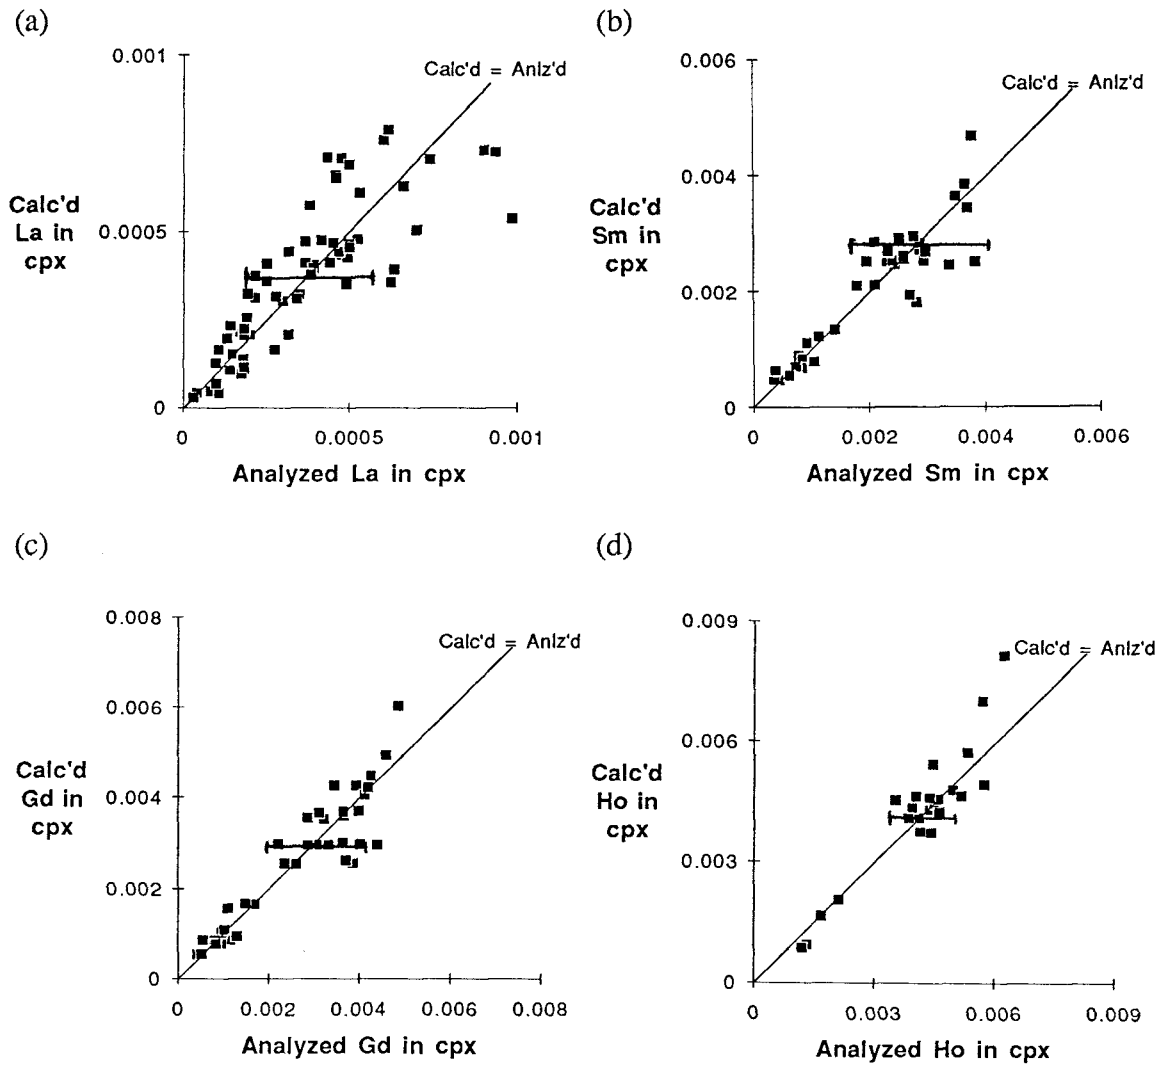 (a)
0.001
Calc'd = Anlz'd
Calc'd
La in
cpx
0.0005
0
0
0.0005
0.001
Analyzed La in cpx
(b)
0.006
Calc'd = Anlz'd
0.004
Calc'd
Sm in
cpx
0.002
0
0
0.002
0.004
0.006
Analyzed Sm in cpx
(c)
0.008
Calc'd = Anlz'd
0.006
Calc'd
Gd in
cpx
0.004
0.002
0
0
0.002
0.004
0.006
0.008
Analyzed Gd in cpx
(d)
0.009
Calc'd = Anlz'd
0.006
Calc'd
Ho in
cpx
0.003
0
0
0.003
0.006
0.009
Analyzed Ho in cpx